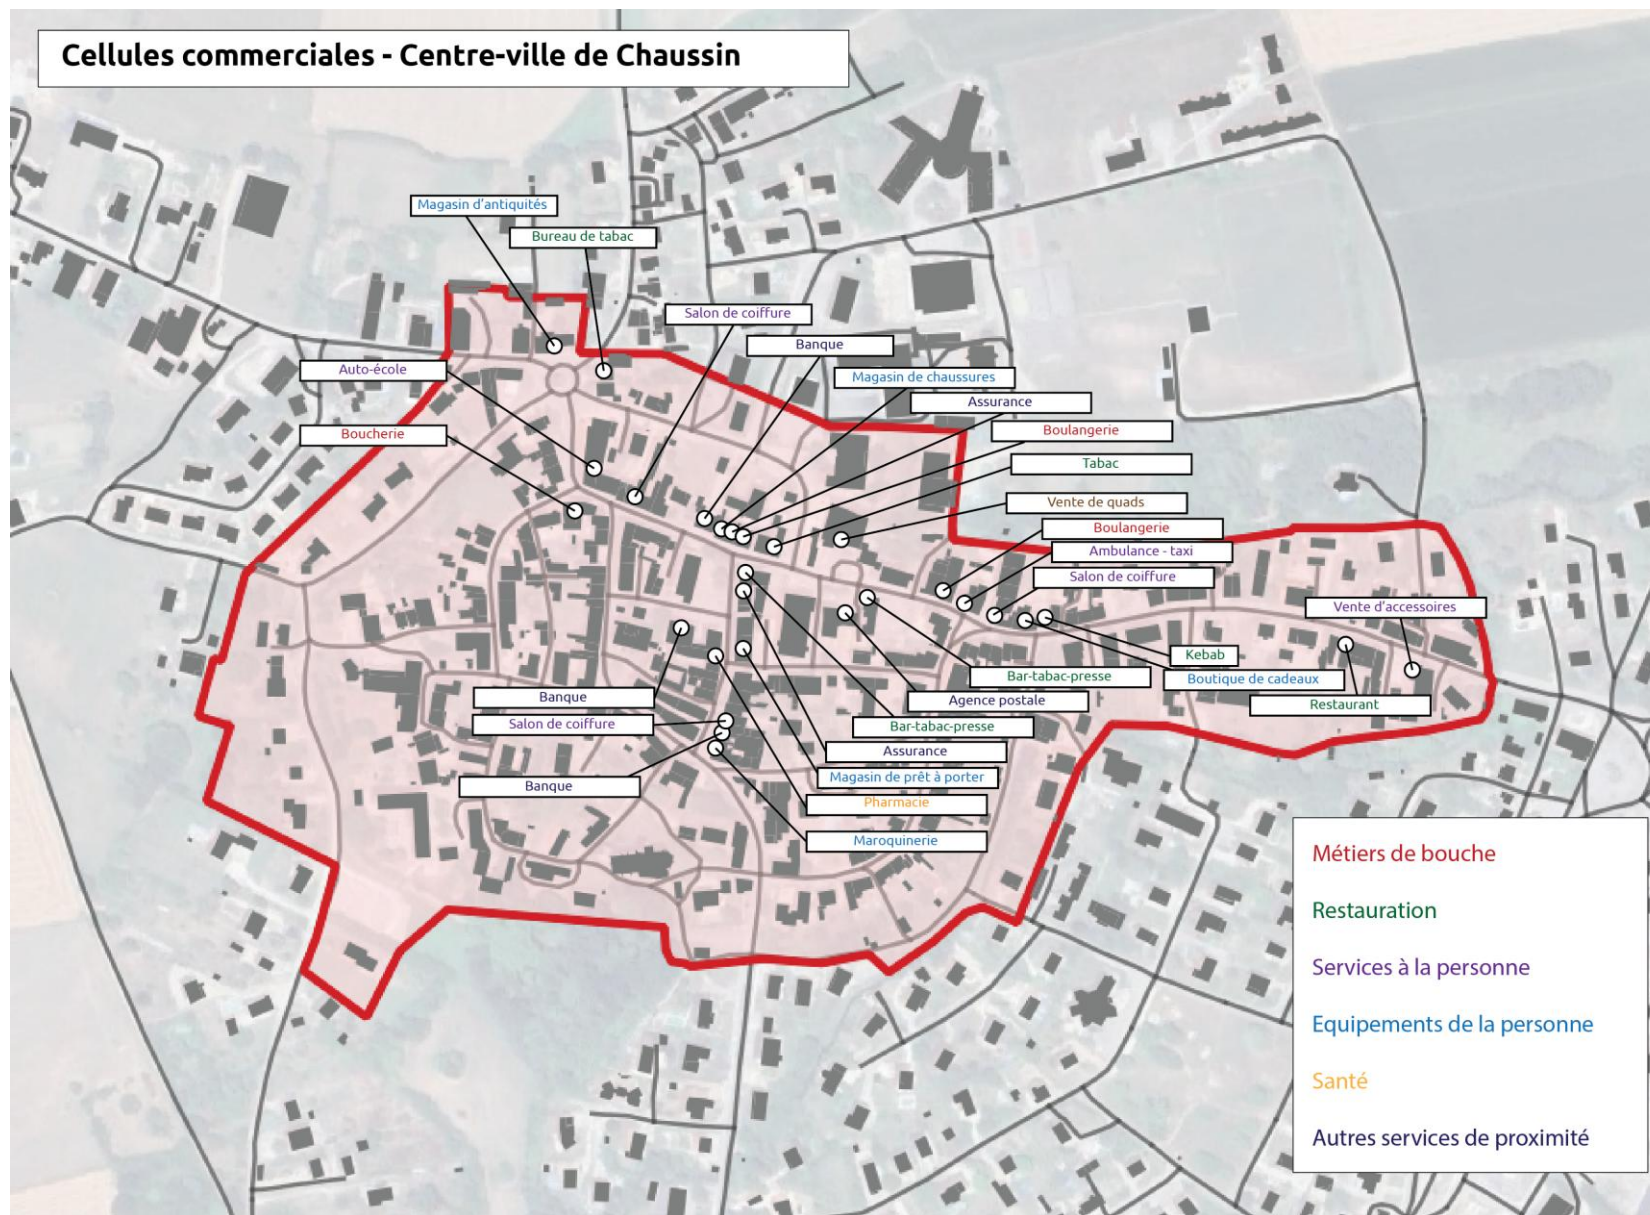 Cellules commerciales - Centre-ville de Chaussin
Magasin d'antiquités
Bureau de tabac
Salon de coiffure
Banque
Auto-école
Magasin de chaussures
Assurance
Boucherie
Boulangerie
Tabac
Vente de quads
Boulangerie
Ambulance - taxi
Salon de coiffure
Vente d'accessoires
Kebab
Bar-tabac-presse
Boutique de cadeaux
Banque
Agence postale
Restaurant
Salon de coiffure
Bar-tabac-presse
Assurance
Magasin de prêt à porter
Banque
Pharmacie
Maroquinerie
Métiers de bouche
Restauration
Services à la personne
Equipements de la personne
Santé
Autres services de proximité